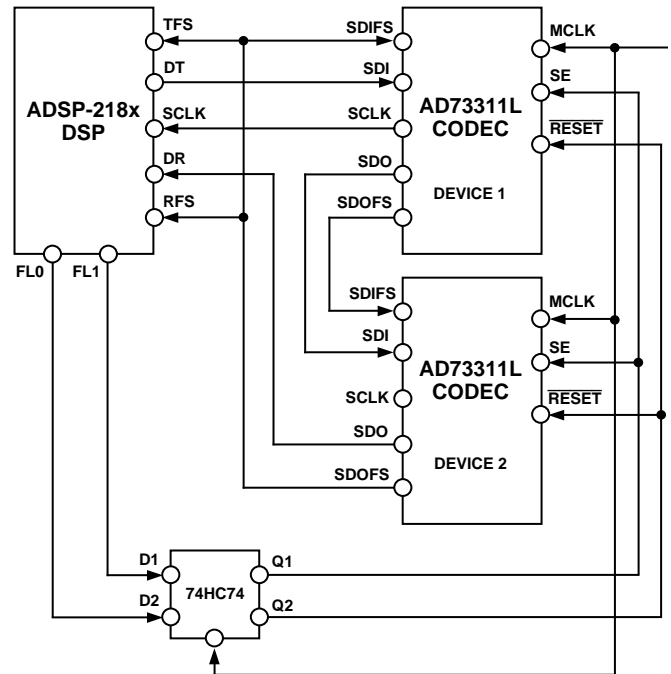 ADSP-218x
DSP
TFS
DT
SCLK
DR
RFS
FL0
FL1
SDIFS
SDI
SCLK
SDO
SDOFS
AD73311L
CODEC
DEVICE 1
MCLK
SE
RESET
SDIFS
SDI
SCLK
SDO
SDOFS
AD73311L
CODEC
DEVICE 2
MCLK
SE
RESET
D1
D2
74HC74
Q1
Q2